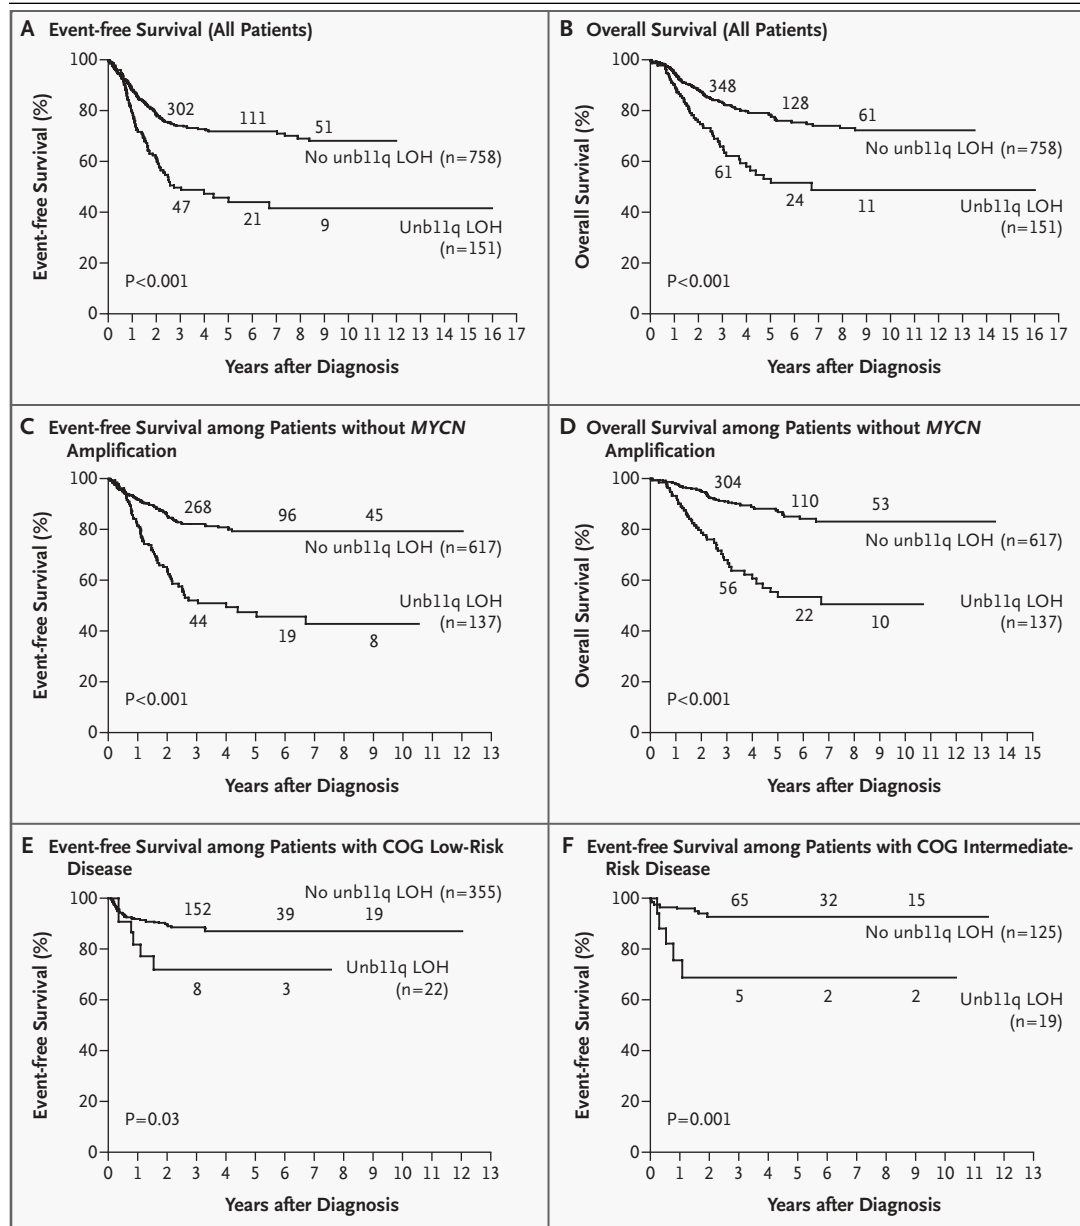 A Event-free Survival (All Patients)
Event-free Survival (%)
100
80
60
40
20
0
302
111
51
No unb11q LOH (n=758)
47
21
9
Unb11q LOH
(n=151)
P<0.001
0 1 2 3 4 5 6 7 8 9 10 11 12 13 14 15 16 17
Years after Diagnosis
B Overall Survival (All Patients)
Overall Survival (%)
100
80
60
40
20
0
348
128
61
No unb11q LOH (n=758)
61
24
11
Unb11q LOH
(n=151)
P<0.001
0 1 2 3 4 5 6 7 8 9 10 11 12 13 14 15 16 17
Years after Diagnosis
C Event-free Survival among Patients without MYCN
Amplification
Event-free Survival (%)
100
80
60
40
20
0
268
96
45
No unb11q LOH (n=617)
44
19
8
Unb11q LOH
(n=137)
P<0.001
0 1 2 3 4 5 6 7 8 9 10 11 12 13
Years after Diagnosis
D Overall Survival among Patients without MYCN
Amplification
Overall Survival (%)
100
80
60
40
20
0
304
110
53
No unb11q LOH (n=617)
56
22
10
Unb11q LOH
(n=137)
P<0.001
0 1 2 3 4 5 6 7 8 9 10 11 12 13 14 15
Years after Diagnosis
E Event-free Survival among Patients with COG Low-Risk
Disease
Event-free Survival (%)
100
80
60
40
20
0
No unb11q LOH (n=355)
152
39
19
Unb11q LOH
(n=22)
8
3
P=0.03
0 1 2 3 4 5 6 7 8 9 10 11 12 13
Years after Diagnosis
F Event-free Survival among Patients with COG Intermediate-
Risk Disease
Event-free Survival (%)
100
80
60
40
20
0
65
32
15
No unb11q LOH (n=125)
5
2
2
Unb11q LOH
(n=19)
P=0.001
0 1 2 3 4 5 6 7 8 9 10 11 12 13
Years after Diagnosis